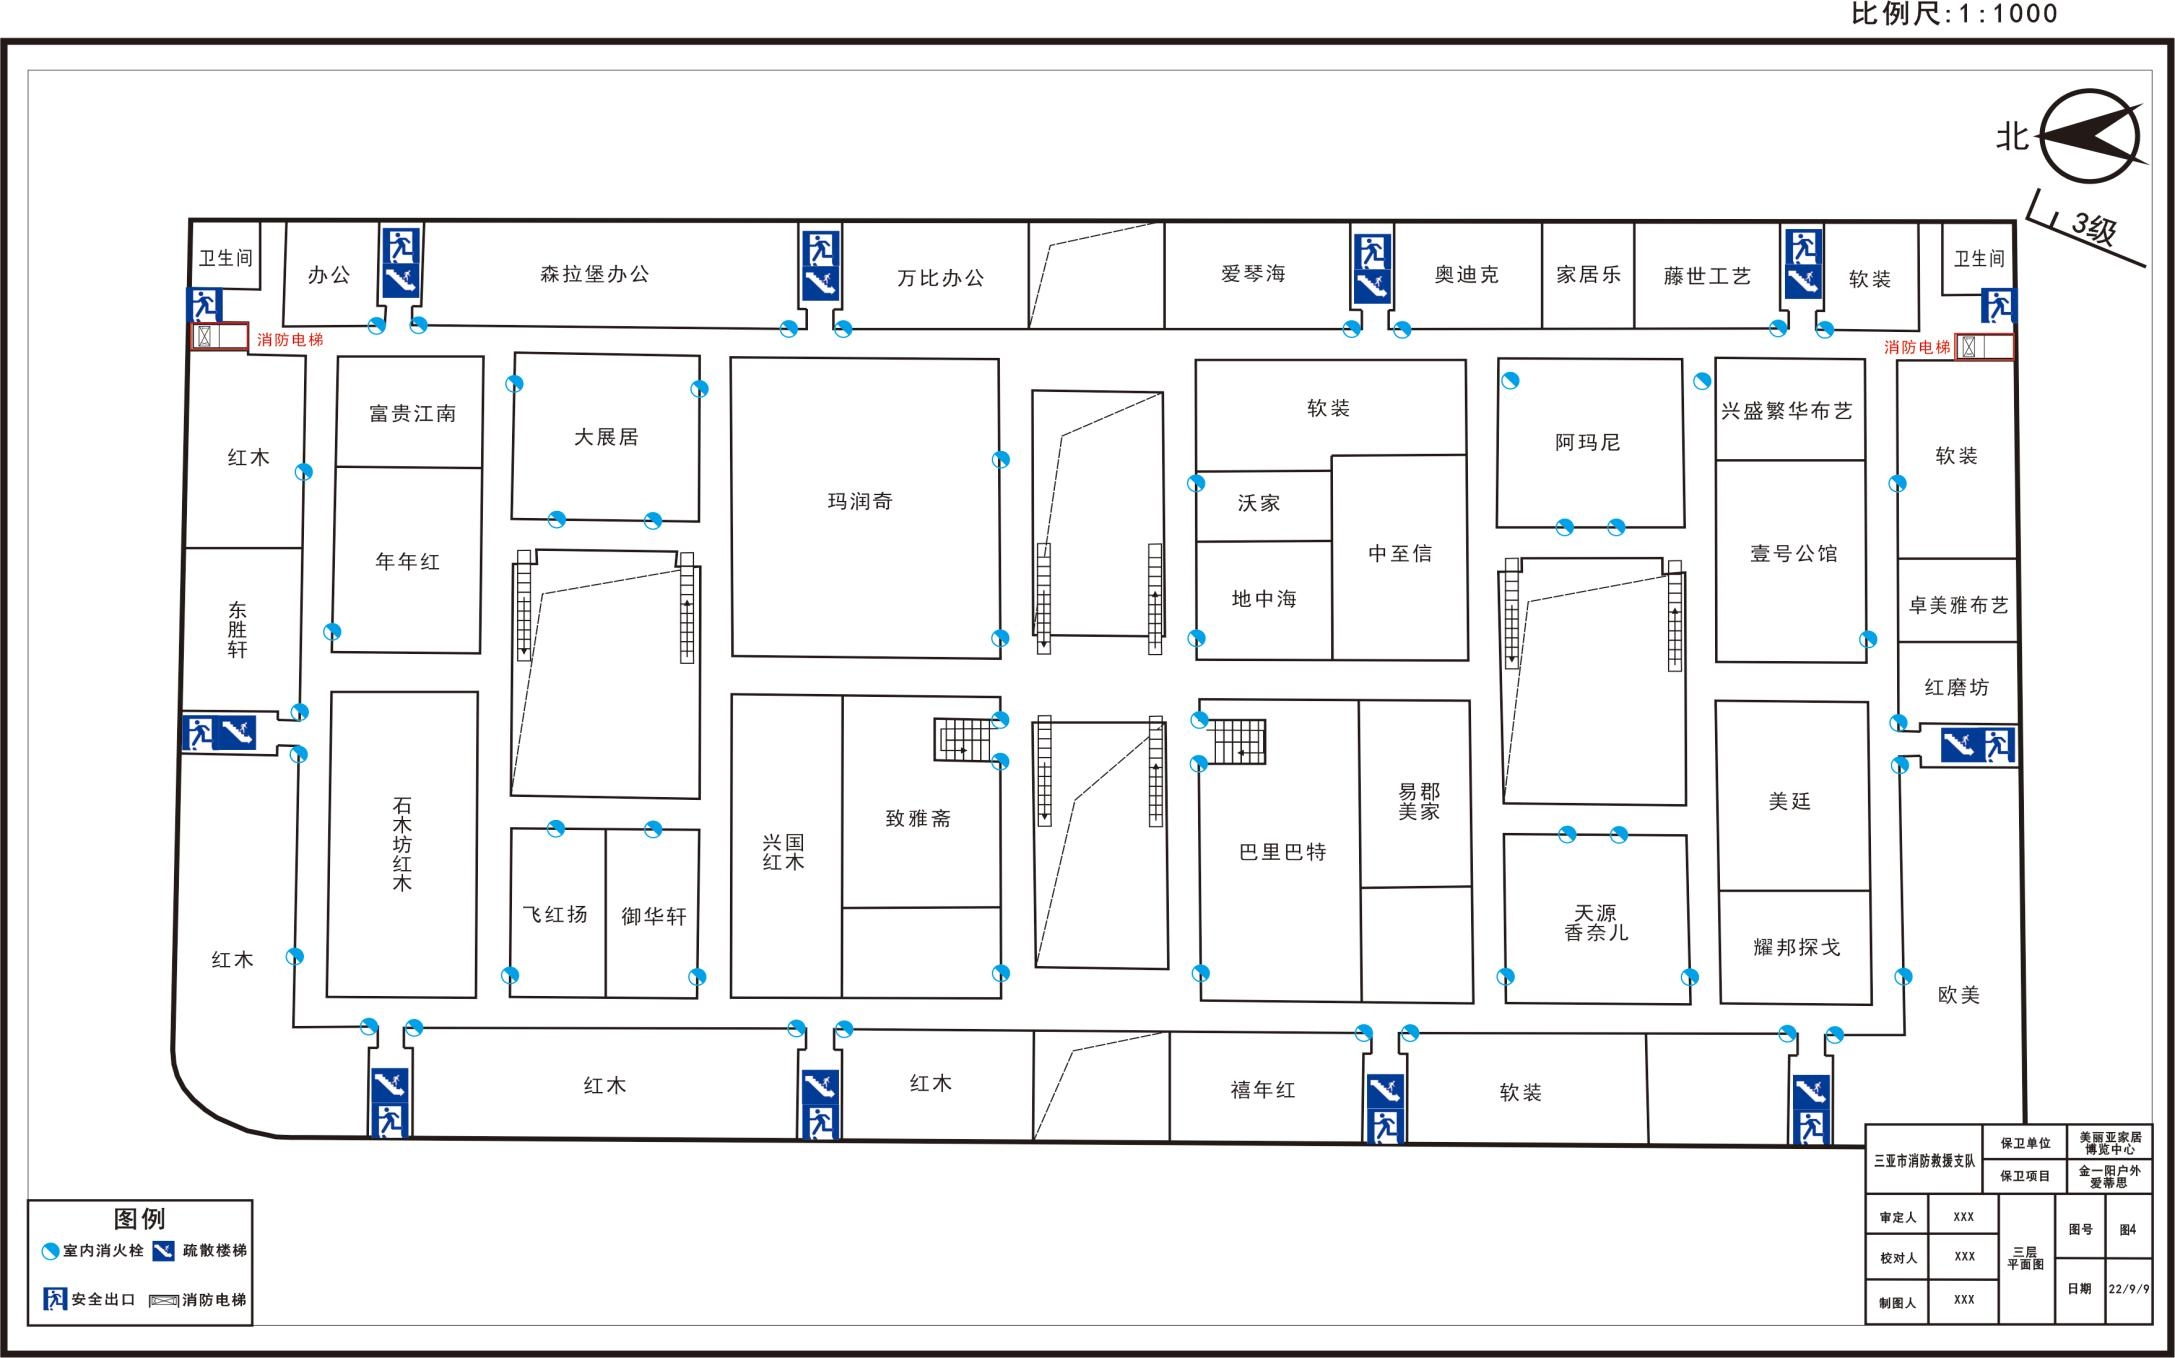 比例尺:1:1000
北
3级
卫生间
办公
森拉堡办公
万比办公
爱琴海
奥迪克
家居乐
藤世工艺
软装
卫生间
消防电梯
消防电梯
红木
富贵江南
大展居
玛润奇
软装
阿玛尼
兴盛繁华布艺
软装
年年红
沃家
中至信
地中海
壹号公馆
卓美雅布艺
东
胜
轩
红磨坊
石
木
坊
红
木
兴国
红木
致雅斋
巴里巴特
易郡
美家
美廷
飞红扬
御华轩
天源
香奈儿
耀邦探戈
红木
欧美
红木
红木
禧年红
软装
图例
室内消火栓
疏散楼梯
安全出口
消防电梯
三亚市消防救援支队
保卫单位
美丽亚家居
博览中心
保卫项目
金一阳户外
爱蒂思
审定人
XXX
校对人
XXX
制图人
XXX
三层
平面图
图号
图4
日期
22/9/9